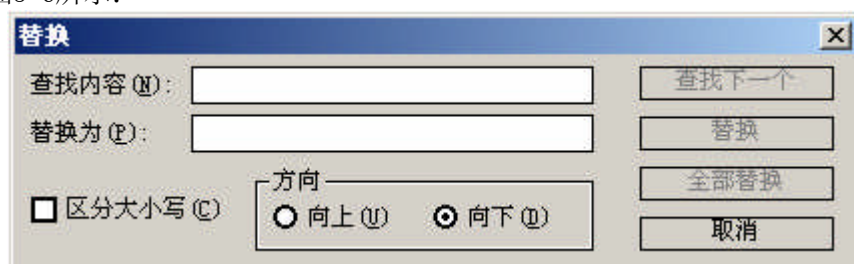 替换
查找内容(N):
查找下一个
替换为(P):
替换
方向
全部替换
区分大小写(C)
向上(U)
向下(D)
取消